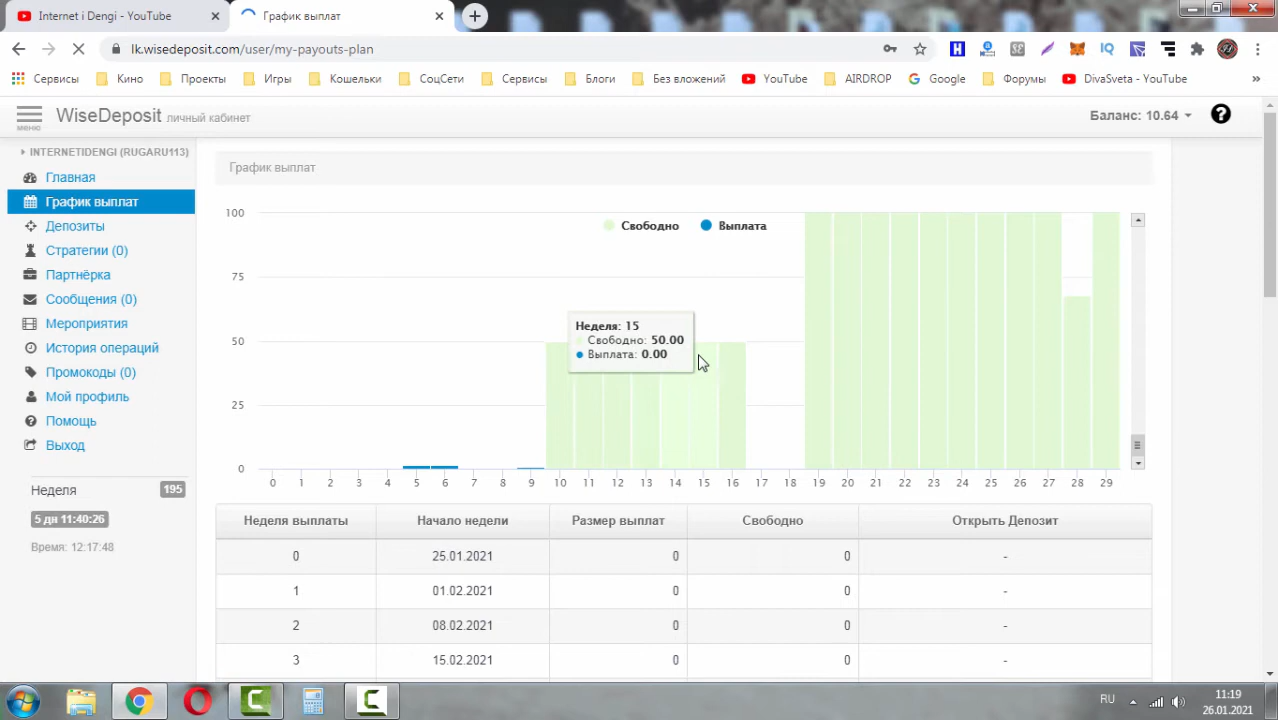 Internet i Dengi - YouTube
График выплат
lk.wisedeposit.com/user/my-payouts-plan
Сервисы Кино Проекты Игры Кошельки СоцСети Сервисы Блоги Без вложений YouTube AIRDROP Google Форумы DivaSveta - YouTube »
меню
WiseDeposit личный кабинет
Баланс: 10.64
INTERNETIDENGI (RUGARU113)
Главная
График выплат
Депозиты
Стратегии (0)
Партнёрка
Сообщения (0)
Мероприятия
История операций
Промокоды (0)
Мой профиль
Помощь
Выход
Неделя 195
5 дн 11:40:26
Время: 12:17:48
График выплат
Свободно Выплата
100
75
50
25
0
Неделя: 15
Свободно: 50.00
Выплата: 0.00
0 1 2 3 4 5 6 7 8 9 10 11 12 13 14 15 16 17 18 19 20 21 22 23 24 25 26 27 28 29
Неделя выплаты Начало недели Размер выплат Свободно Открыть Депозит
0 25.01.2021 0 0 -
1 01.02.2021 0 0 -
2 08.02.2021 0 0 -
3 15.02.2021 0 0 -
RU
11:19
26.01.2021